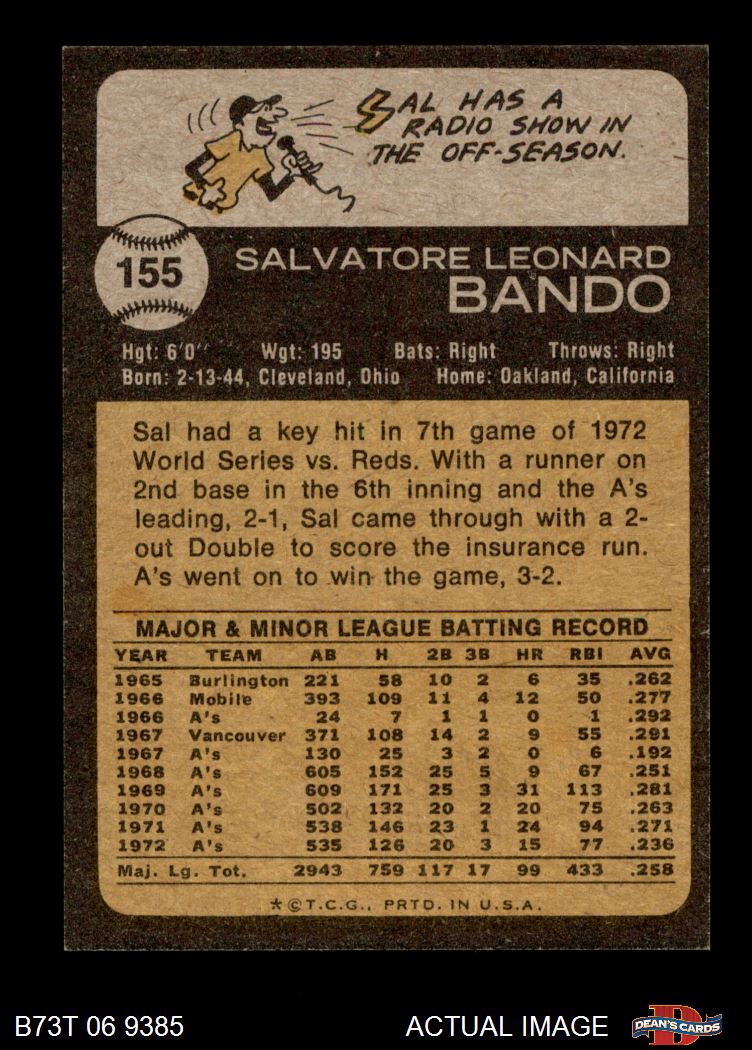 SAL HAS A
RADIO SHOW IN
THE OFF-SEASON.
155
SALVATORE LEONARD
BANDO
Hgt: 6'0" Wgt: 195 Bats: Right Throws: Right
Born: 2-13-44, Cleveland, Ohio Home: Oakland, California
Sal had a key hit in 7th game of 1972
World Series vs. Reds. With a runner on
2nd base in the 6th inning and the A's
leading, 2-1, Sal came through with a 2-
out Double to score the insurance run.
A's went on to win the game, 3-2.
MAJOR & MINOR LEAGUE BATTING RECORD
YEAR TEAM AB H 2B 3B HR RBI AVG
1965 Burlington 221 58 10 2 6 35 .262
1966 Mobile 393 109 11 4 12 50 .277
1966 A's 24 7 1 1 0 1 .292
1967 Vancouver 371 108 14 2 9 55 .291
1967 A's 130 25 3 2 0 6 .192
1968 A's 605 152 25 5 9 67 .251
1969 A's 609 171 25 3 31 113 .281
1970 A's 502 132 20 2 20 75 .263
1971 A's 538 146 23 1 24 94 .271
1972 A's 535 126 20 3 15 77 .236
Maj. Lg. Tot. 2943 759 117 17 99 433 .258
*©T.C.G., PRTD. IN U.S.A.
B73T 06 9385 ACTUAL IMAGE DEAN'S CARDS